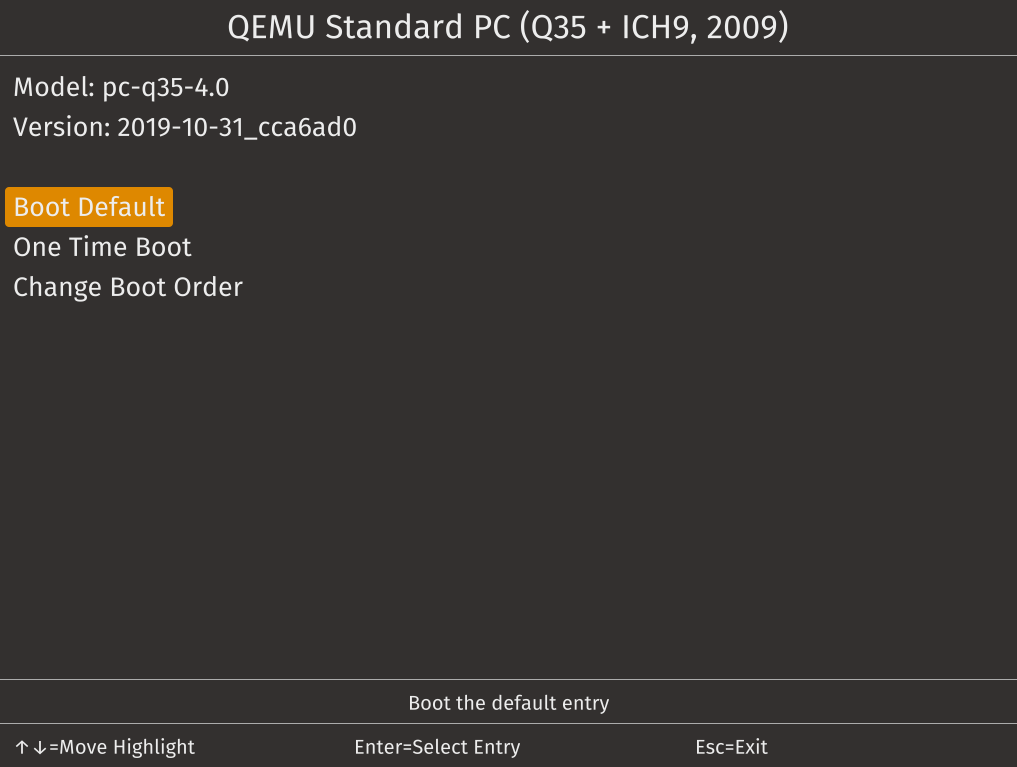 QEMU Standard PC (Q35 + ICH9, 2009)
Model: pc-q35-4.0
Version: 2019-10-31_cca6ad0
Boot Default
One Time Boot
Change Boot Order
Boot the default entry
↑↓=Move Highlight Enter=Select Entry Esc=Exit